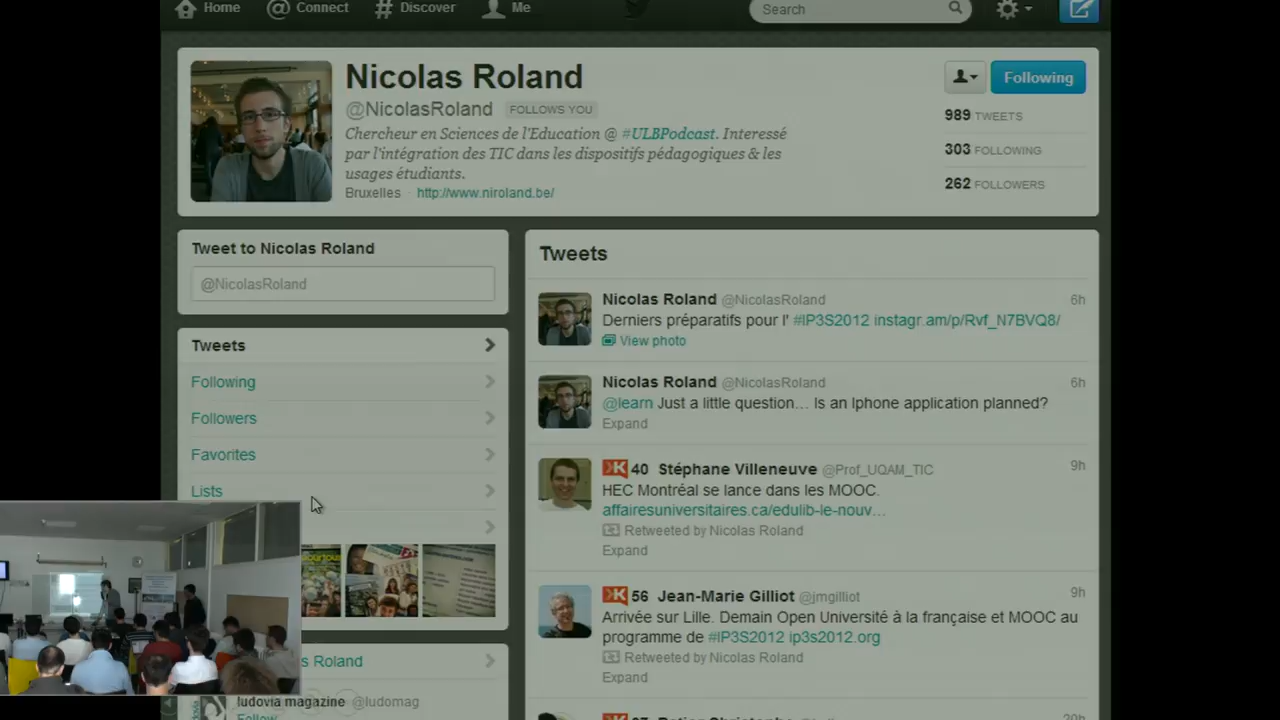 Home Connect Discover Me Search
Nicolas Roland
Following
@NicolasRoland FOLLOWS YOU
989 TWEETS
Chercheur en Sciences de l'Education @ #ULBPodcast. Interessé
par l'intégration des TIC dans les dispositifs pédagogiques & les
usages étudiants.
303 FOLLOWING
Bruxelles · http://www.niroland.be/
262 FOLLOWERS
Tweet to Nicolas Roland
@NicolasRoland
Tweets
Following
Followers
Favorites
Lists
s Roland
ludovia magazine @ludomag
Follow
Tweets
Nicolas Roland @NicolasRoland 6h
Derniers préparatifs pour l' #IP3S2012 instagr.am/p/Rvf_N7BVQ8/
View photo
Nicolas Roland @NicolasRoland 6h
@learn Just a little question… Is an Iphone application planned?
Expand
40 Stéphane Villeneuve @Prof_UQAM_TIC 9h
HEC Montréal se lance dans les MOOC.
affairesuniversitaires.ca/edulib-le-nouv…
Retweeted by Nicolas Roland
Expand
56 Jean-Marie Gilliot @jmgilliot 9h
Arrivée sur Lille. Demain Open Université à la française et MOOC au
programme de #IP3S2012 ip3s2012.org
Retweeted by Nicolas Roland
Expand